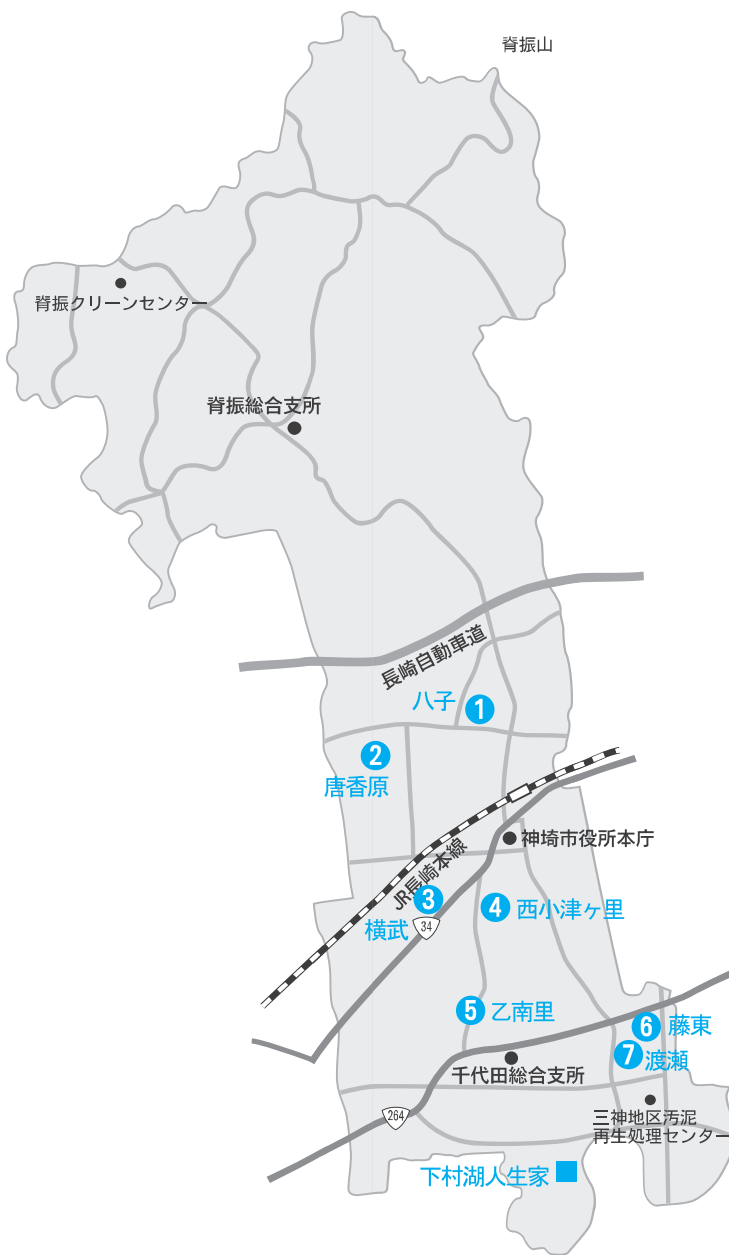 脊振山
脊振クリーンセンター
脊振総合支所
長崎自動車道
八子
1
2
唐香原
神埼市役所本庁
JR長崎本線
3
横武
34
4
西小津ヶ里
5
乙南里
6
藤東
7
渡瀬
千代田総合支所
264
三神地区汚泥
再生処理センター
下村湖人生家